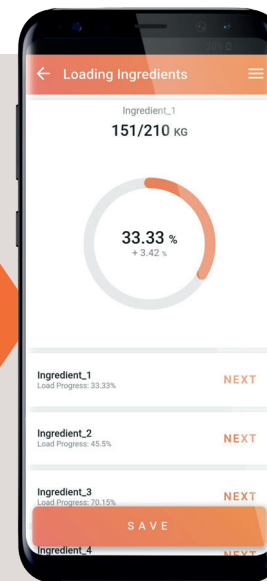 Loading Ingredients
Ingredient_1
151/210 KG
33.33 %
+ 3.42 %
Ingredient_1
Load Progress: 33.33%
NEXT
Ingredient_2
Load Progress: 45.5%
NEXT
Ingredient_3
Load Progress: 70.15%
NEXT
SAVE
Ingredient_4
NEXT